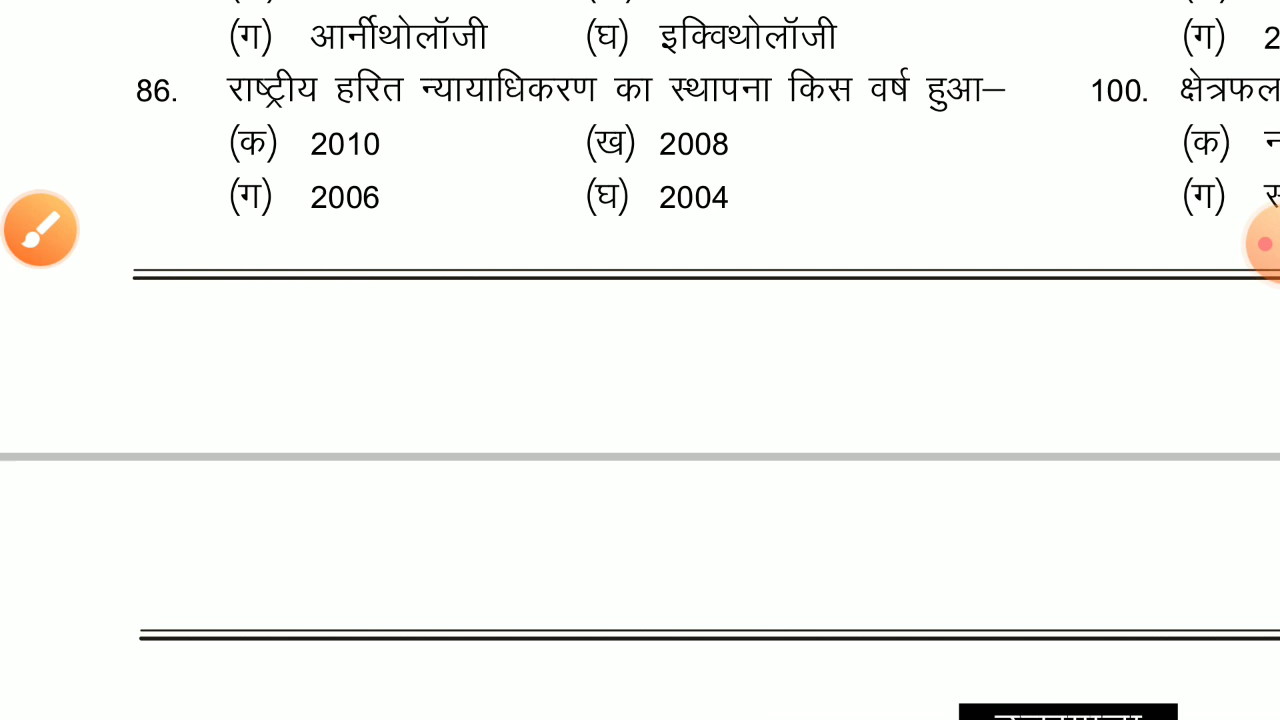 (ग) आर्नीथोलॉजी (घ) इक्विथोलॉजी
86. राष्ट्रीय हरित न्यायाधिकरण का स्थापना किस वर्ष हुआ–
(क) 2010 (ख) 2008
(ग) 2006 (घ) 2004
(ग) 2
100. क्षेत्रफल
(क)
(ग)